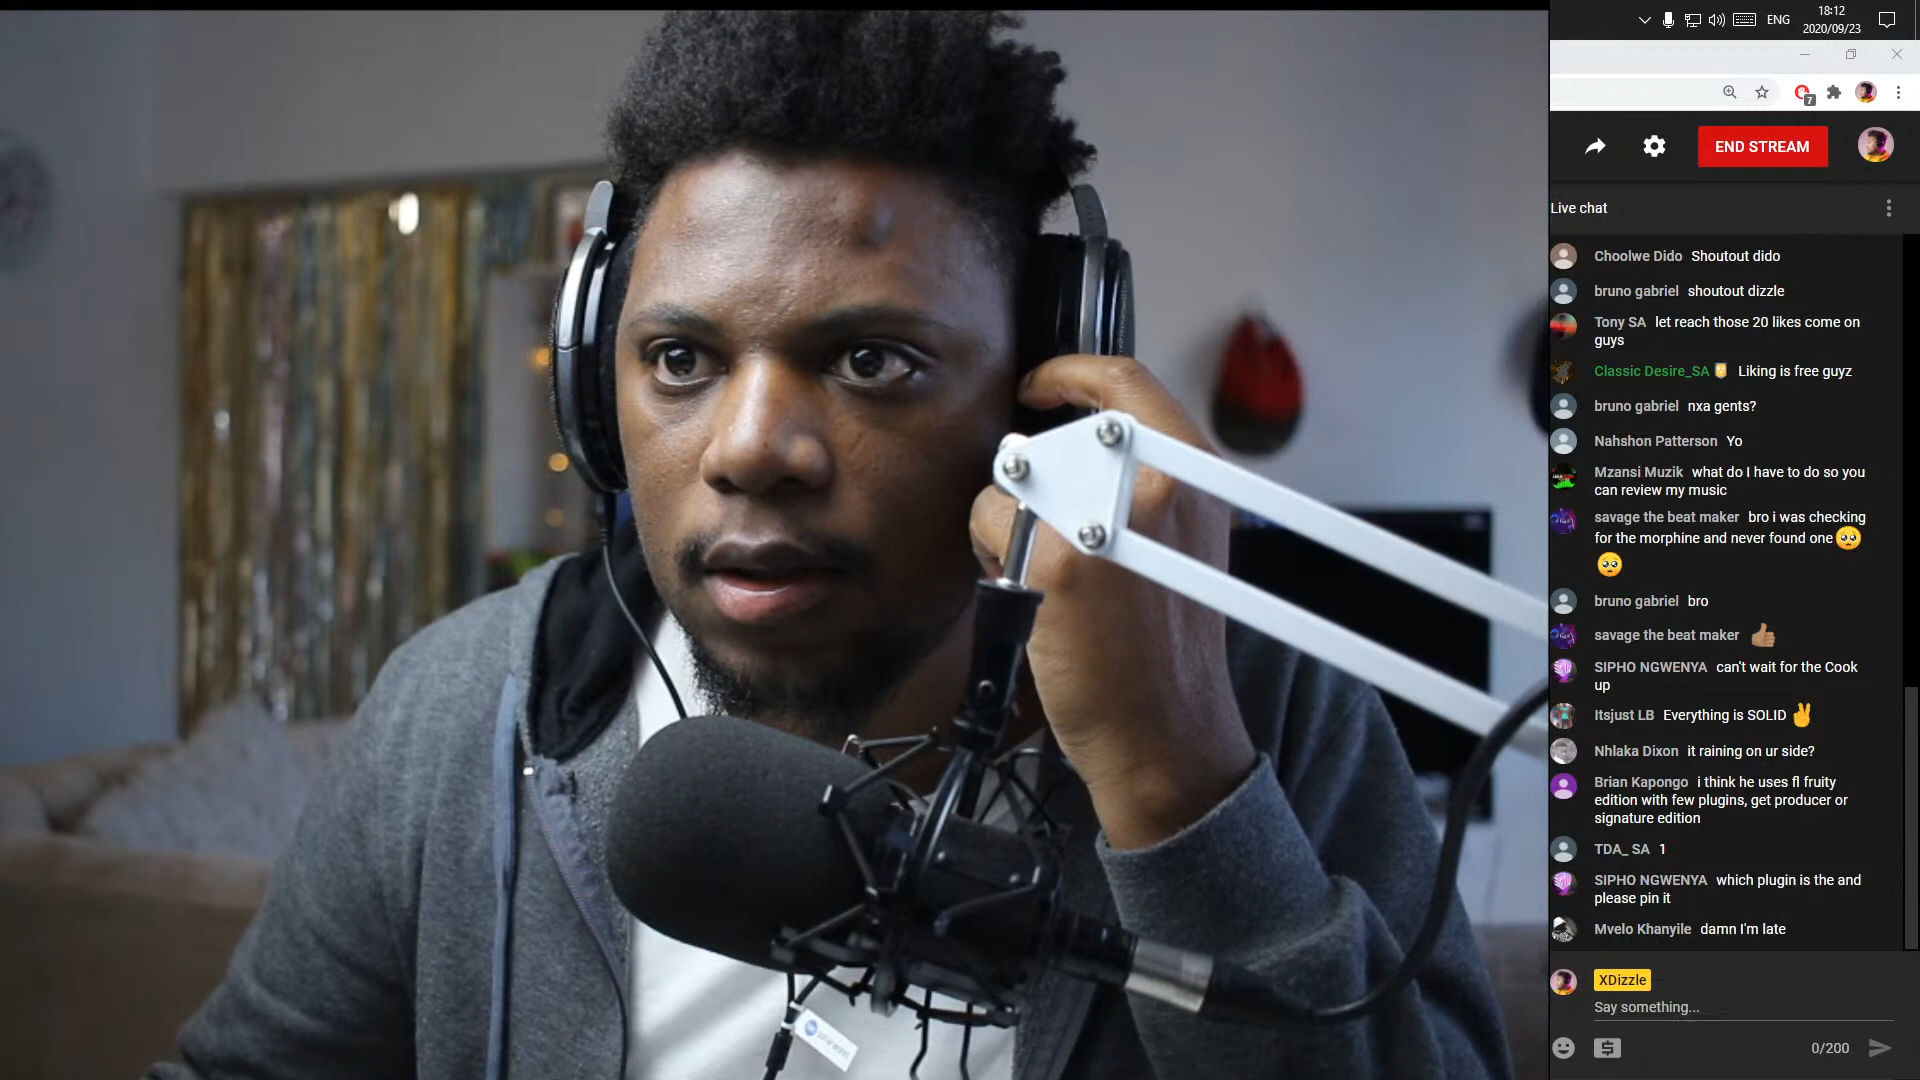 ENG
18:12
2020/09/23
7
END STREAM
Live chat
Choolwe Dido Shoutout dido
bruno gabriel shoutout dizzle
Tony SA let reach those 20 likes come on
guys
Classic Desire_SA Liking is free guyz
bruno gabriel nxa gents?
Nahshon Patterson Yo
Mzansi Muzik what do I have to do so you
can review my music
savage the beat maker bro i was checking
for the morphine and never found one🥺
🥺
bruno gabriel bro
savage the beat maker 👍🏽
SIPHO NGWENYA can't wait for the Cook
up
Itsjust LB Everything is SOLID ✌️
Nhlaka Dixon it raining on ur side?
Brian Kapongo i think he uses fl fruity
edition with few plugins, get producer or
signature edition
TDA_ SA 1
SIPHO NGWENYA which plugin is the and
please pin it
Mvelo Khanyile damn I'm late
XDizzle
Say something...
0/200